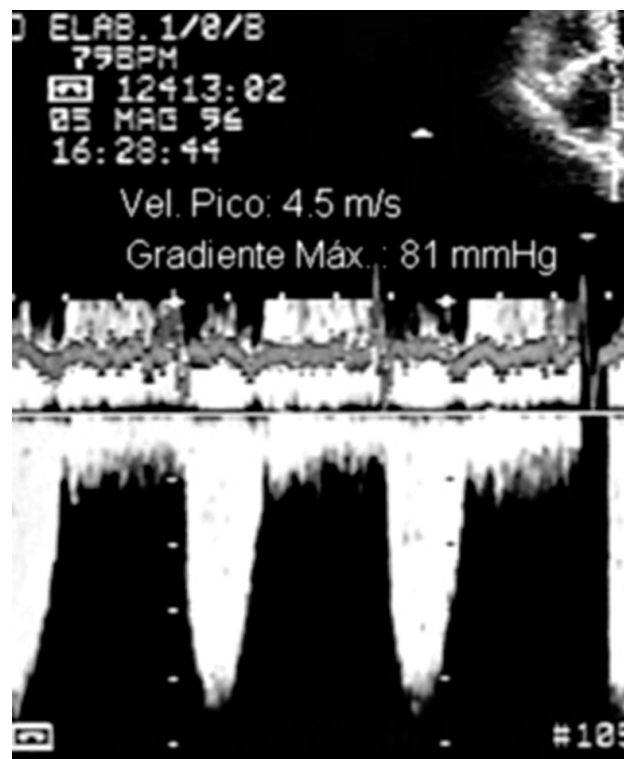 ELAB.1/0/B
79BPM
12413:02
05 MAG 96
16:28:44
Vel. Pico: 4.5 m/s
Gradiente Máx. : 81 mmHg
#105